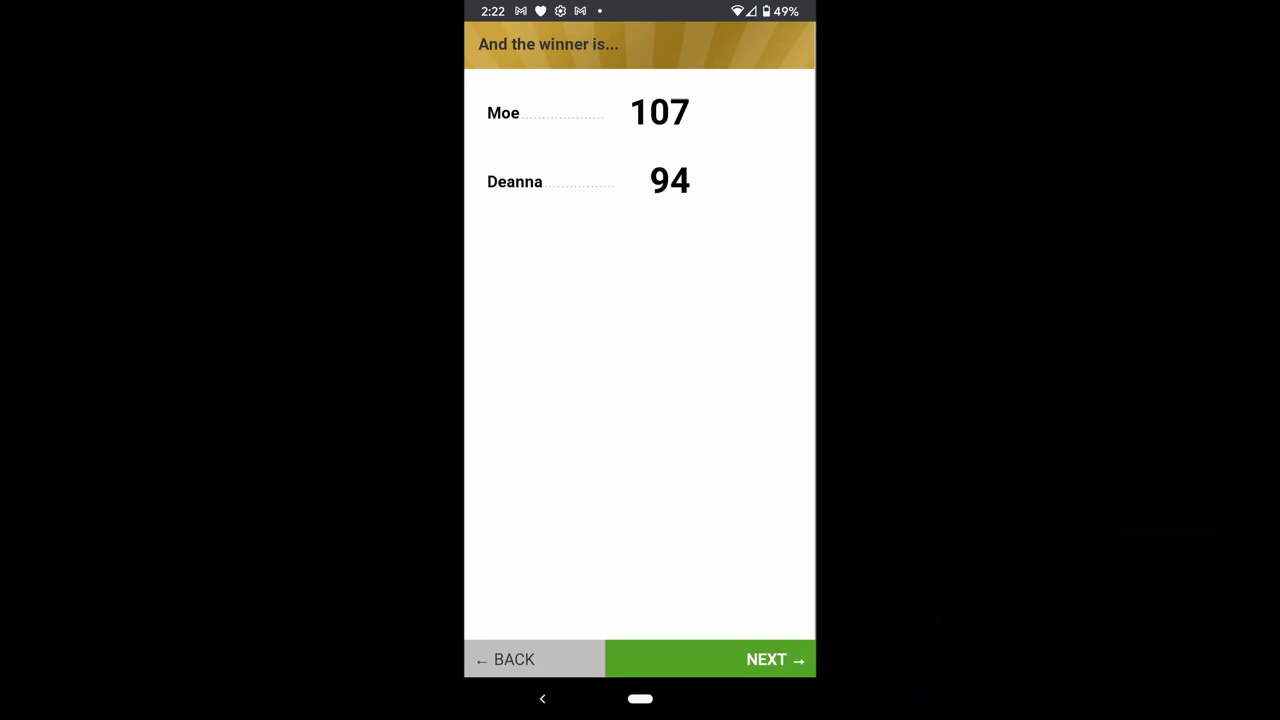 2:22 49%
And the winner is...
Moe.................... 107
Deanna................. 94
← BACK NEXT →